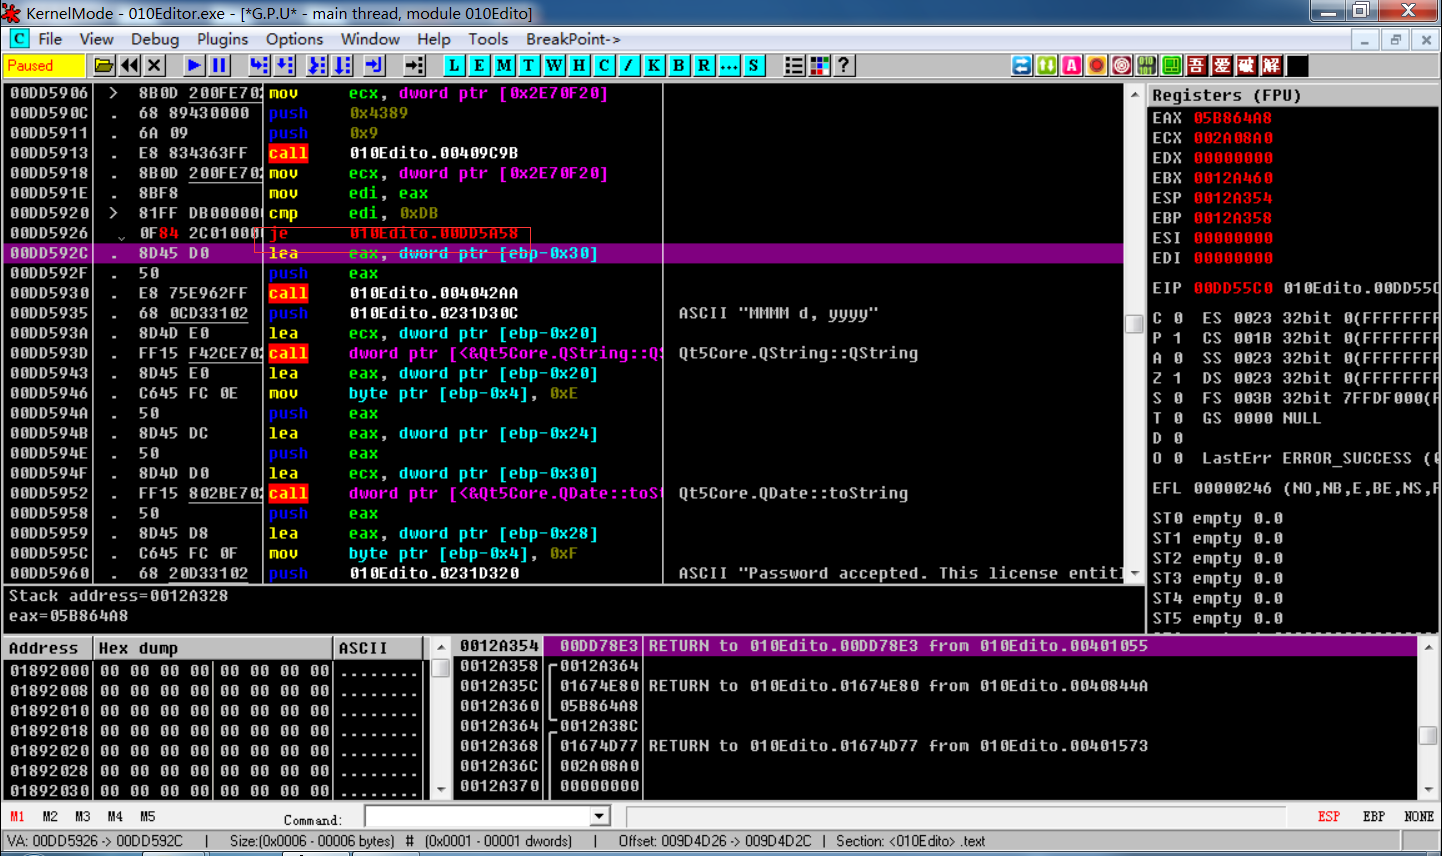 KernelMode - 010Editor.exe - [*G.P.U* - main thread, module 010Edito]
C File View Debug Plugins Options Window Help Tools BreakPoint->
Paused L E M T W H C / K B R ... S ? A 吾 爱 破 解
00DD5906 > 8B0D 200FE702 mov ecx, dword ptr [0x2E70F20]
00DD590C . 68 89430000 push 0x4389
00DD5911 . 6A 09 push 0x9
00DD5913 . E8 834363FF call 010Edito.00409C9B
00DD5918 . 8B0D 200FE702 mov ecx, dword ptr [0x2E70F20]
00DD591E . 8BF8 mov edi, eax
00DD5920 > 81FF DB000000 cmp edi, 0xDB
00DD5926 . 0F84 2C010000 je 010Edito.00DD5A58
00DD592C . 8D45 D0 lea eax, dword ptr [ebp-0x30]
00DD592F . 50 push eax
00DD5930 . E8 75E962FF call 010Edito.004042AA
00DD5935 . 68 0CD33102 push 010Edito.0231D30C ASCII "MMMM d, yyyy"
00DD593A . 8D4D E0 lea ecx, dword ptr [ebp-0x20]
00DD593D . FF15 F42CE702 call dword ptr [<&Qt5Core.QString::QS Qt5Core.QString::QString
00DD5943 . 8D45 E0 lea eax, dword ptr [ebp-0x20]
00DD5946 . C645 FC 0E mov byte ptr [ebp-0x4], 0xE
00DD594A . 50 push eax
00DD594B . 8D45 DC lea eax, dword ptr [ebp-0x24]
00DD594E . 50 push eax
00DD594F . 8D4D D0 lea ecx, dword ptr [ebp-0x30]
00DD5952 . FF15 802BE702 call dword ptr [<&Qt5Core.QDate::toSt Qt5Core.QDate::toString
00DD5958 . 50 push eax
00DD5959 . 8D45 D8 lea eax, dword ptr [ebp-0x28]
00DD595C . C645 FC 0F mov byte ptr [ebp-0x4], 0xF
00DD5960 . 68 20D33102 push 010Edito.0231D320 ASCII "Password accepted. This license entitl
Stack address=0012A328
eax=05B864A8
Registers (FPU)
EAX 05B864A8
ECX 002A08A0
EDX 00000000
EBX 0012A460
ESP 0012A354
EBP 0012A358
ESI 00000000
EDI 00000000
EIP 00DD55C0 010Edito.00DD55C
C 0 ES 0023 32bit 0(FFFFFFFF
P 1 CS 001B 32bit 0(FFFFFFFF
A 0 SS 0023 32bit 0(FFFFFFFF
Z 1 DS 0023 32bit 0(FFFFFFFF
S 0 FS 003B 32bit 7FFDF000(F
T 0 GS 0000 NULL
D 0
O 0 LastErr ERROR_SUCCESS (0
EFL 00000246 (NO,NB,E,BE,NS,P
ST0 empty 0.0
ST1 empty 0.0
ST2 empty 0.0
ST3 empty 0.0
ST4 empty 0.0
ST5 empty 0.0
Address Hex dump ASCII
01892000 00 00 00 00 00 00 00 00 ........
01892008 00 00 00 00 00 00 00 00 ........
01892010 00 00 00 00 00 00 00 00 ........
01892018 00 00 00 00 00 00 00 00 ........
01892020 00 00 00 00 00 00 00 00 ........
01892028 00 00 00 00 00 00 00 00 ........
01892030 00 00 00 00 00 00 00 00 ........
0012A354 00DD78E3 RETURN to 010Edito.00DD78E3 from 010Edito.00401055
0012A358 0012A364
0012A35C 01674E80 RETURN to 010Edito.01674E80 from 010Edito.0040844A
0012A360 05B864A8
0012A364 0012A38C
0012A368 01674D77 RETURN to 010Edito.01674D77 from 010Edito.00401573
0012A36C 002A08A0
0012A370 00000000
M1 M2 M3 M4 M5 Command: ESP EBP NONE
VA: 00DD5926 -> 00DD592C | Size:(0x0006 - 00006 bytes) # (0x0001 - 00001 dwords) | Offset: 009D4D26 -> 009D4D2C | Section: <010Edito> .text